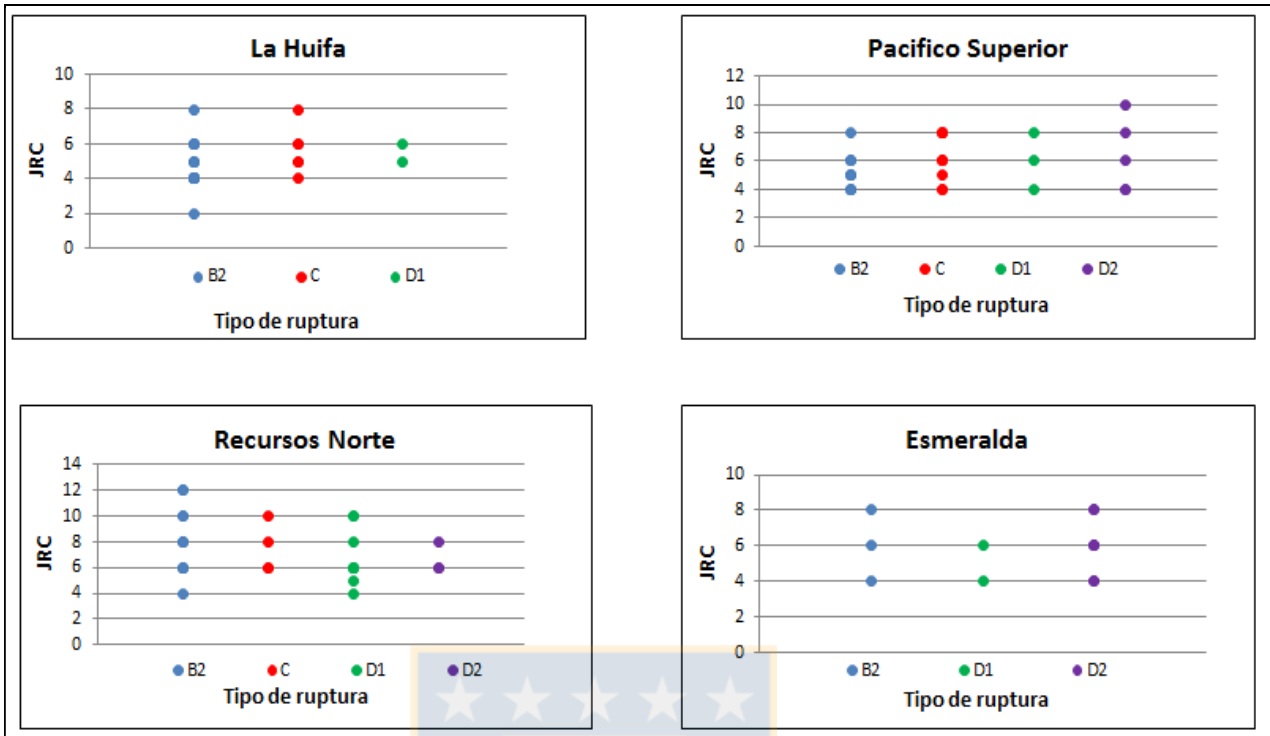 La Huifa
10
8
6
4
2
0
JRC
B2 C D1
Tipo de ruptura
Pacifico Superior
12
10
8
6
4
2
0
JRC
B2 C D1 D2
Tipo de ruptura
Recursos Norte
14
12
10
8
6
4
2
0
JRC
B2 C D1 D2
Tipo de ruptura
Esmeralda
10
8
6
4
2
0
JRC
B2 D1 D2
Tipo de ruptura